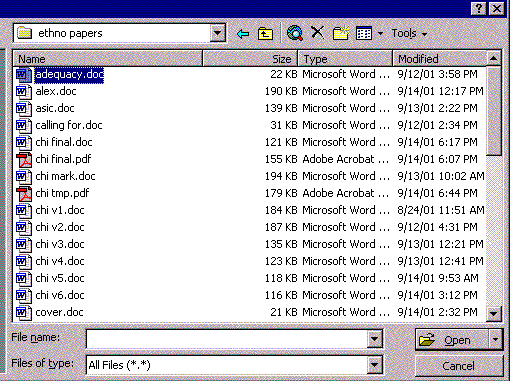 ethno papers Tools
Name Size Type Modified
adequacy.doc 22 KB Microsoft Word ... 9/12/01 3:58 PM
alex.doc 190 KB Microsoft Word ... 9/14/01 12:17 PM
asic.doc 139 KB Microsoft Word ... 9/13/01 2:22 PM
calling for.doc 31 KB Microsoft Word ... 9/12/01 2:34 PM
chi final.doc 121 KB Microsoft Word ... 9/14/01 6:17 PM
chi final.pdf 155 KB Adobe Acrobat ... 9/14/01 6:07 PM
chi mark.doc 194 KB Microsoft Word ... 9/13/01 10:02 AM
chi tmp.pdf 179 KB Adobe Acrobat ... 9/14/01 6:44 PM
chi v1.doc 184 KB Microsoft Word ... 8/24/01 11:51 AM
chi v2.doc 187 KB Microsoft Word ... 9/12/01 4:31 PM
chi v3.doc 135 KB Microsoft Word ... 9/13/01 12:21 PM
chi v4.doc 123 KB Microsoft Word ... 9/13/01 12:41 PM
chi v5.doc 118 KB Microsoft Word ... 9/14/01 9:53 AM
chi v6.doc 116 KB Microsoft Word ... 9/14/01 3:12 PM
cover.doc 21 KB Microsoft Word ... 9/14/01 2:32 PM
File name: Open
Files of type: All Files (*.*) Cancel